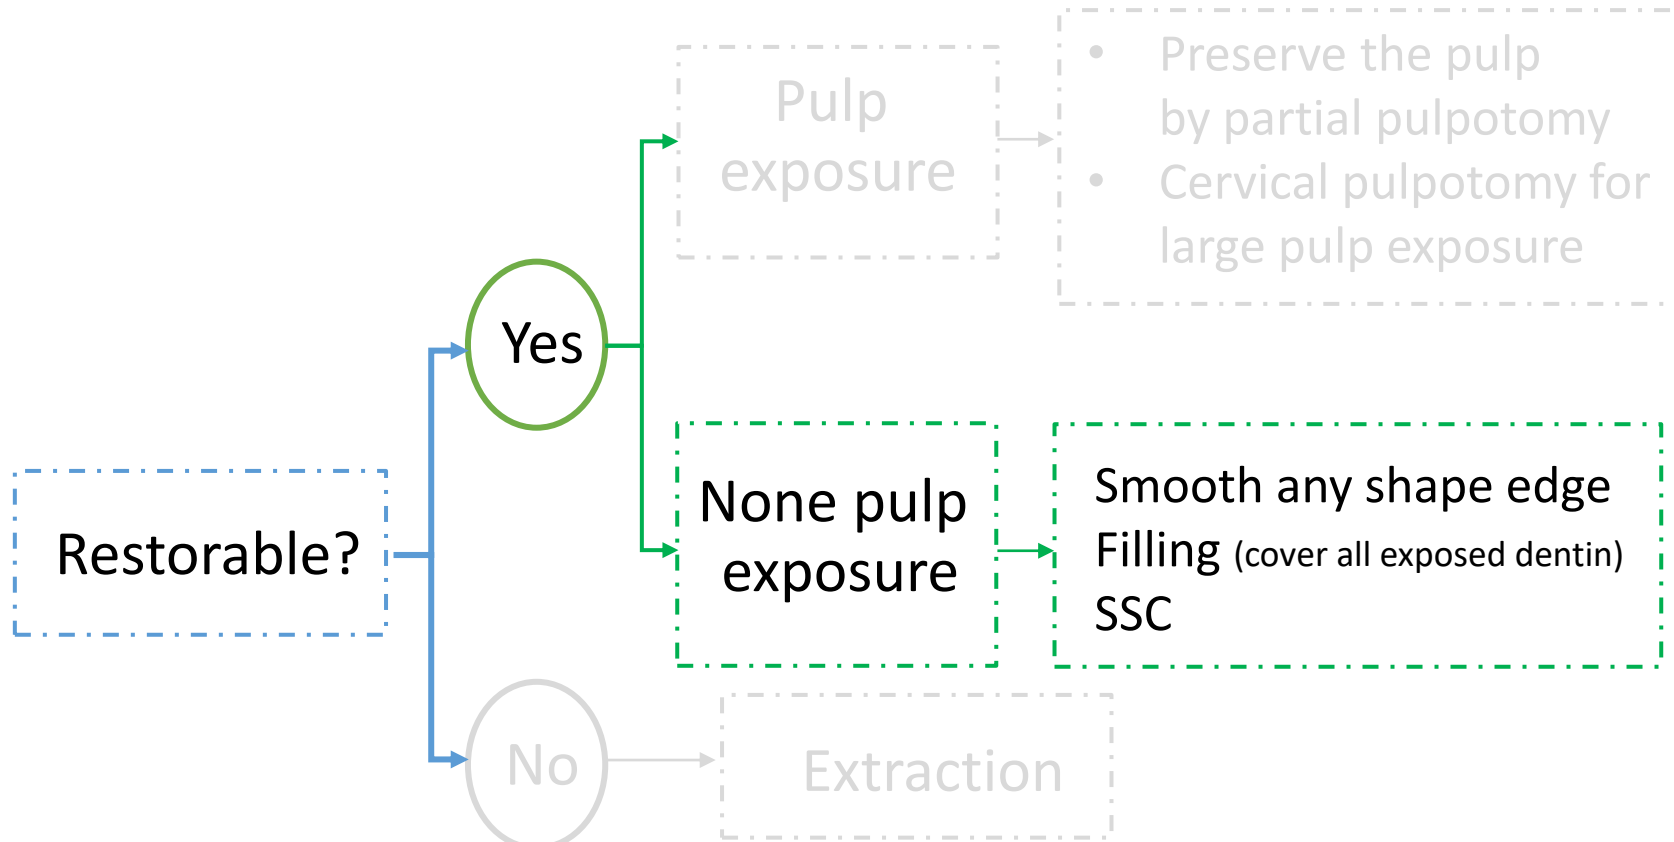 Pulp
exposure
• Preserve the pulp
by partial pulpotomy
• Cervical pulpotomy for
large pulp exposure
Yes
Restorable?
None pulp
exposure
Smooth any shape edge
Filling (cover all exposed dentin)
SSC
No
Extraction